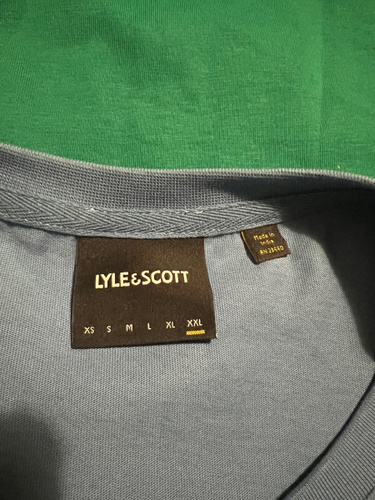 LYLE&SCOTT
XS S M L XL XXL
Made in
India